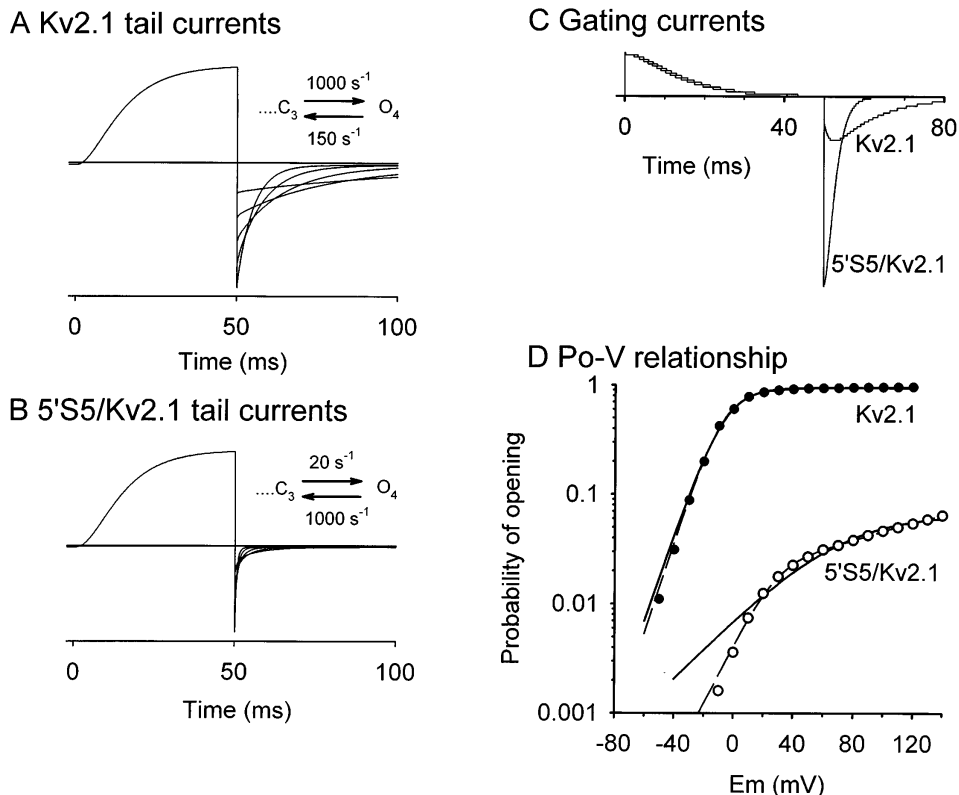 A Kv2.1 tail currents
1000 s-1
....C3 O4
150 s-1
0 50 100
Time (ms)
B 5'S5/Kv2.1 tail currents
20 s-1
....C3 O4
1000 s-1
0 50 100
Time (ms)
C Gating currents
0 40 80
Time (ms)
Kv2.1
5'S5/Kv2.1
D Po-V relationship
1
0.1
0.01
0.001
Probability of opening
Kv2.1
5'S5/Kv2.1
-80 -40 0 40 80 120
Em (mV)